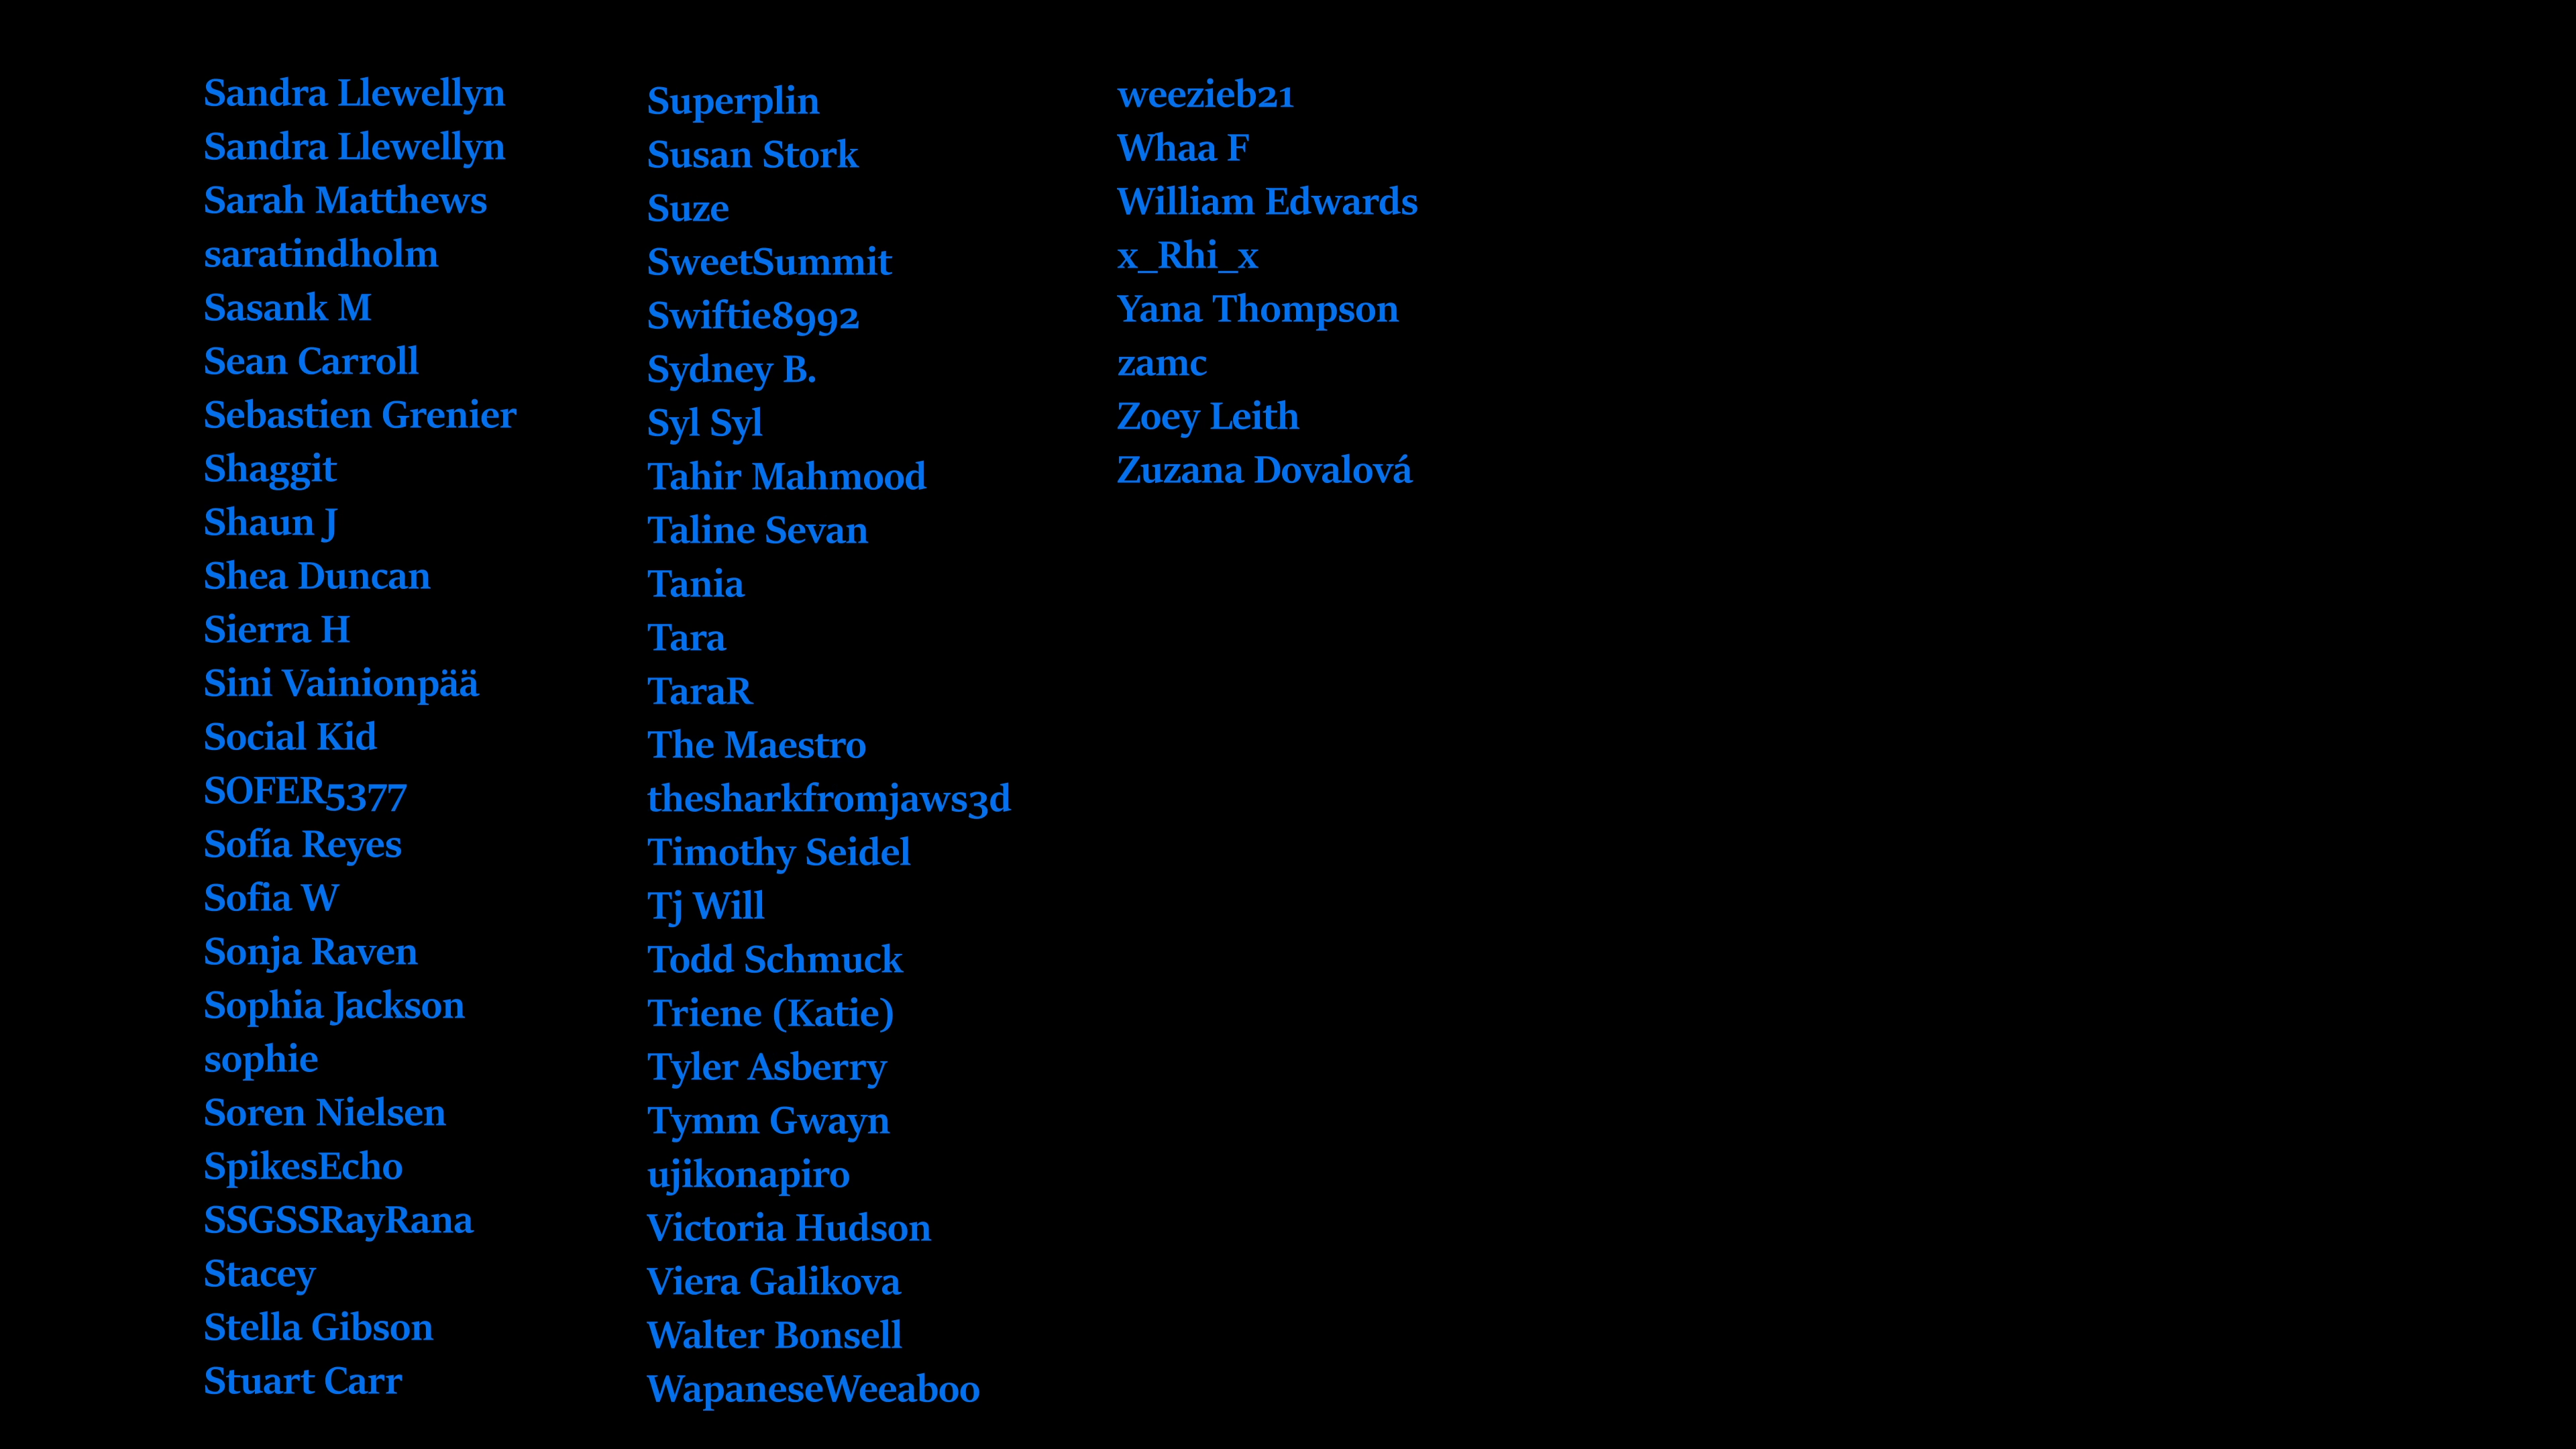 Sandra Llewellyn
Sandra Llewellyn
Sarah Matthews
saratindholm
Sasank M
Sean Carroll
Sebastien Grenier
Shaggit
Shaun J
Shea Duncan
Sierra H
Sini Vainionpää
Social Kid
SOFER5377
Sofía Reyes
Sofia W
Sonja Raven
Sophia Jackson
sophie
Soren Nielsen
SpikesEcho
SSGSSRayRana
Stacey
Stella Gibson
Stuart Carr
Superplin
Susan Stork
Suze
SweetSummit
Swiftie8992
Sydney B.
Syl Syl
Tahir Mahmood
Taline Sevan
Tania
Tara
TaraR
The Maestro
thesharkfromjaws3d
Timothy Seidel
Tj Will
Todd Schmuck
Triene (Katie)
Tyler Asberry
Tymm Gwayn
ujikonapiro
Victoria Hudson
Viera Galikova
Walter Bonsell
WapaneseWeeaboo
weezieb21
Whaa F
William Edwards
x_Rhi_x
Yana Thompson
zamc
Zoey Leith
Zuzana Dovalová